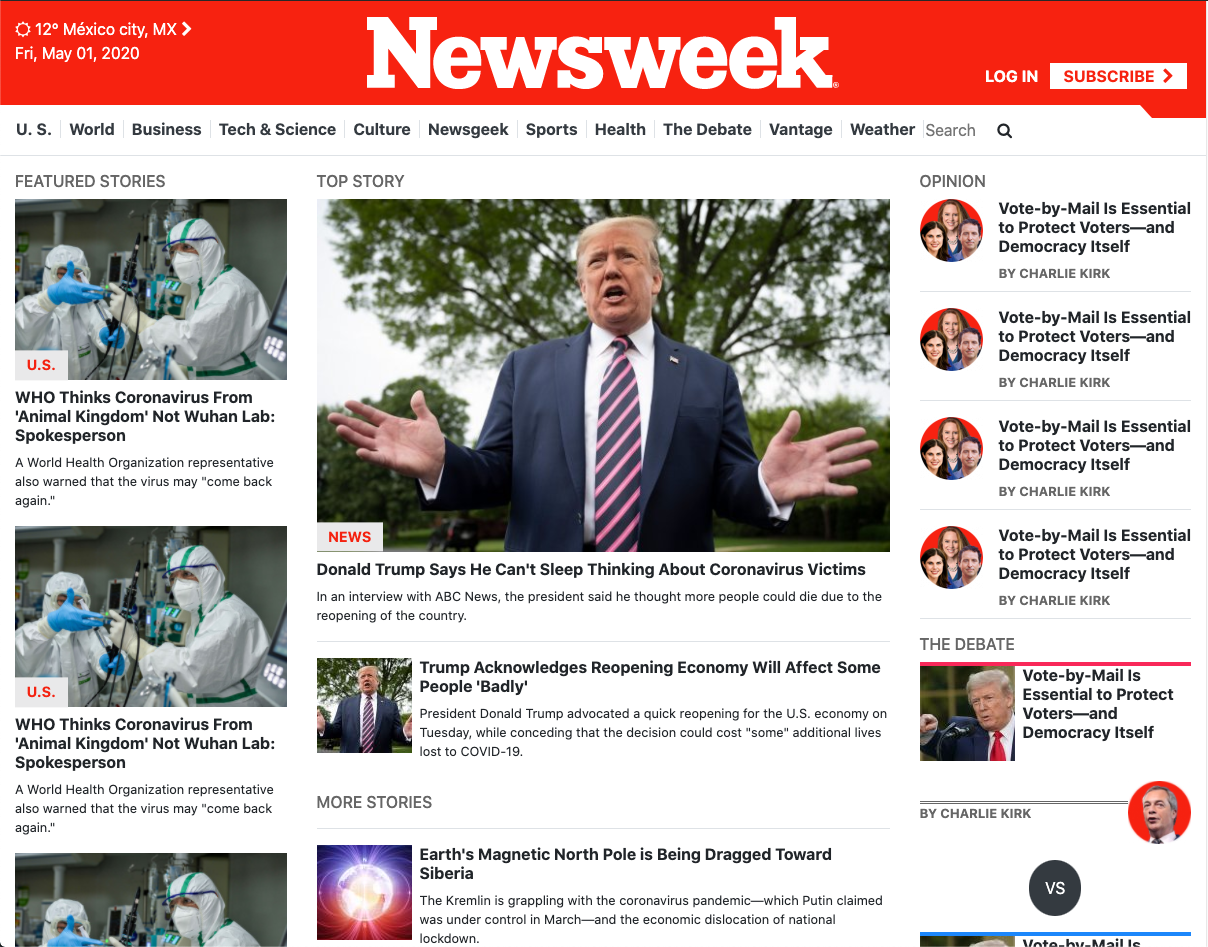 12° México city, MX
Fri, May 01, 2020
Newsweek
LOG IN
SUBSCRIBE
U. S.
World
Business
Tech & Science
Culture
Newsgeek
Sports
Health
The Debate
Vantage
Weather
Search
FEATURED STORIES
U.S.
WHO Thinks Coronavirus From
'Animal Kingdom' Not Wuhan Lab:
Spokesperson
A World Health Organization representative
also warned that the virus may "come back
again."
U.S.
WHO Thinks Coronavirus From
'Animal Kingdom' Not Wuhan Lab:
Spokesperson
A World Health Organization representative
also warned that the virus may "come back
again."
TOP STORY
NEWS
Donald Trump Says He Can't Sleep Thinking About Coronavirus Victims
In an interview with ABC News, the president said he thought more people could die due to the
reopening of the country.
Trump Acknowledges Reopening Economy Will Affect Some
People 'Badly'
President Donald Trump advocated a quick reopening for the U.S. economy on
Tuesday, while conceding that the decision could cost "some" additional lives
lost to COVID-19.
MORE STORIES
Earth's Magnetic North Pole is Being Dragged Toward
Siberia
The Kremlin is grappling with the coronavirus pandemic—which Putin claimed
was under control in March—and the economic dislocation of national
lockdown.
OPINION
Vote-by-Mail Is Essential
to Protect Voters—and
Democracy Itself
BY CHARLIE KIRK
Vote-by-Mail Is Essential
to Protect Voters—and
Democracy Itself
BY CHARLIE KIRK
Vote-by-Mail Is Essential
to Protect Voters—and
Democracy Itself
BY CHARLIE KIRK
Vote-by-Mail Is Essential
to Protect Voters—and
Democracy Itself
BY CHARLIE KIRK
THE DEBATE
Vote-by-Mail Is
Essential to Protect
Voters—and
Democracy Itself
BY CHARLIE KIRK
VS
Vote-by-Mail Is